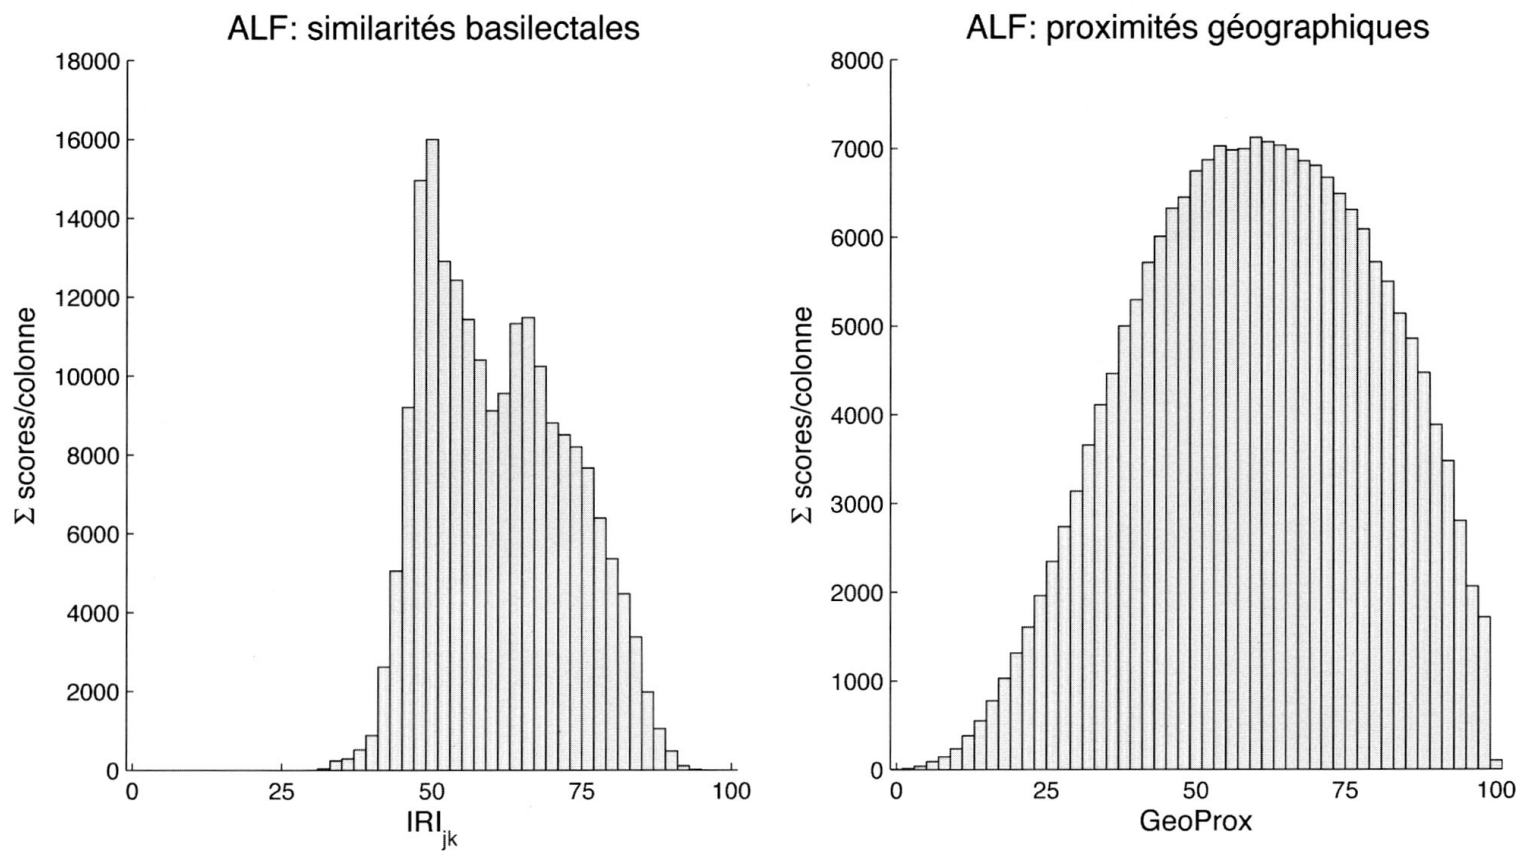 ALF: similarités basilectales
18000
16000
14000
12000
10000
8000
6000
4000
2000
0
Σ scores/colonne
0 25 50 75 100
IRIjk
ALF: proximités géographiques
8000
7000
6000
5000
4000
3000
2000
1000
0
Σ scores/colonne
0 25 50 75 100
GeoProx